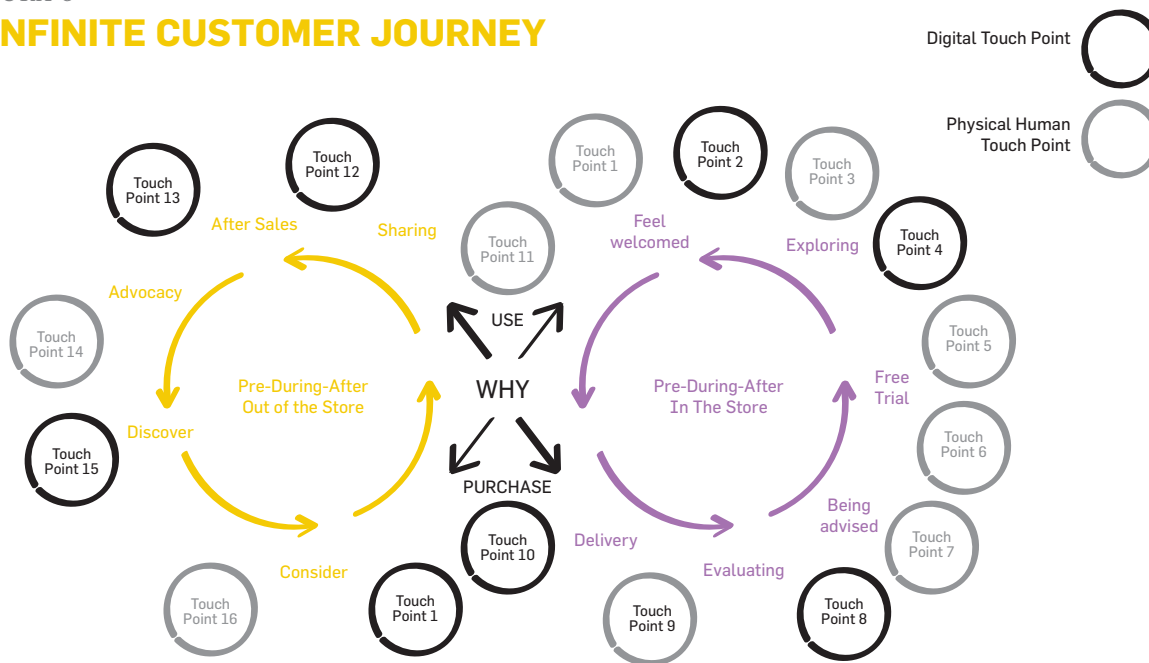 NFINITE CUSTOMER JOURNEY
Digital Touch Point
Physical Human
Touch Point
Touch
Point 13
Touch
Point 12
Touch
Point 1
Touch
Point 2
Touch
Point 3
After Sales
Sharing
Touch
Point 11
Feel
welcomed
Exploring
Touch
Point 4
Advocacy
USE
Touch
Point 14
Touch
Point 5
Pre-During-After
Out of the Store
WHY
Pre-During-After
In The Store
Free
Trial
Discover
Touch
Point 15
Touch
Point 6
PURCHASE
Being
advised
Touch
Point 10
Delivery
Touch
Point 7
Consider
Evaluating
Touch
Point 16
Touch
Point 1
Touch
Point 9
Touch
Point 8